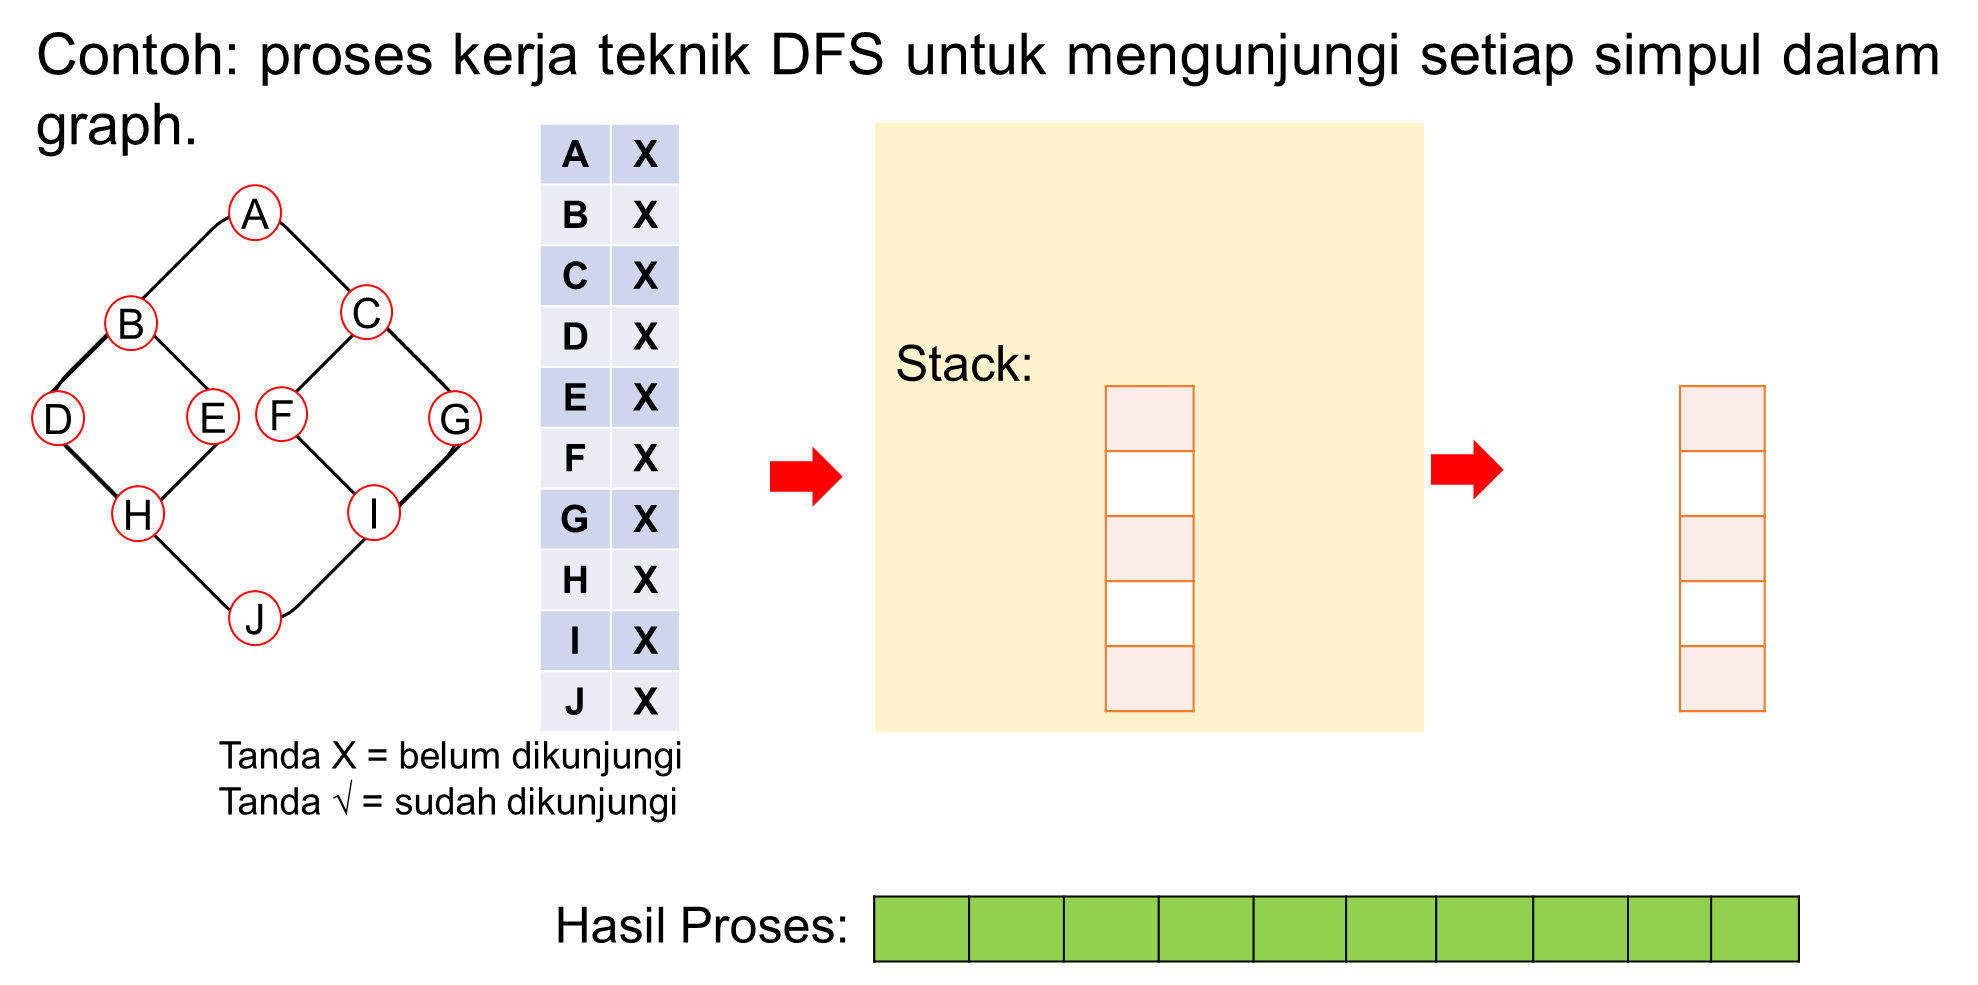 Contoh: proses kerja teknik DFS untuk mengunjungi setiap simpul dalam
graph.
A
B
C
D
E
F
G
H
I
J
A X
B X
C X
D X
E X
F X
G X
H X
I X
J X
Stack:
Tanda X = belum dikunjungi
Tanda √ = sudah dikunjungi
Hasil Proses: